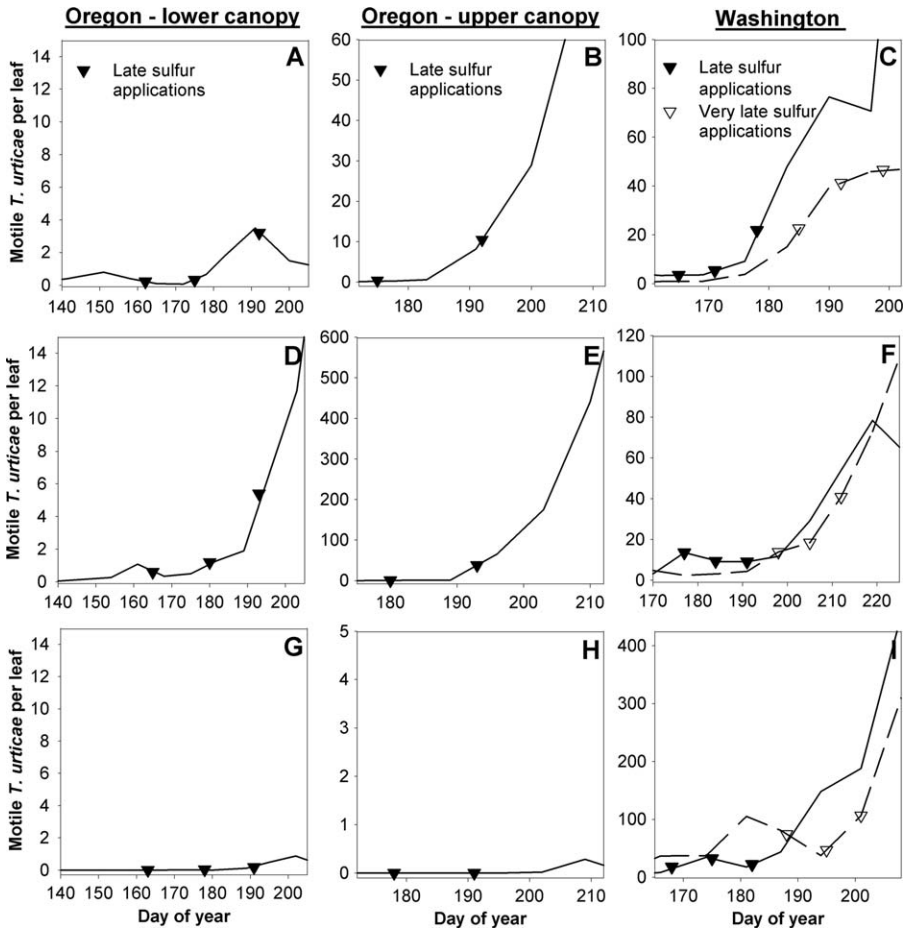 Oregon - lower canopy
Oregon - upper canopy
Washington
Motile T. urticae per leaf
14
12
10
8
6
4
2
0
A
Late sulfur
applications
140 150 160 170 180 190 200
60
50
40
30
20
10
0
B
Late sulfur
applications
180 190 200 210
100
80
60
40
20
0
C
Late sulfur
applications
Very late sulfur
applications
170 180 190 200
Motile T. urticae per leaf
14
12
10
8
6
4
2
0
D
140 150 160 170 180 190 200
600
500
400
300
200
100
0
E
180 190 200 210
120
100
80
60
40
20
0
F
170 180 190 200 210 220
Motile T. urticae per leaf
14
12
10
8
6
4
2
0
G
140 150 160 170 180 190 200
Day of year
5
4
3
2
1
0
H
180 190 200 210
Day of year
400
300
200
100
0
I
165 170 180 190 200
Day of year